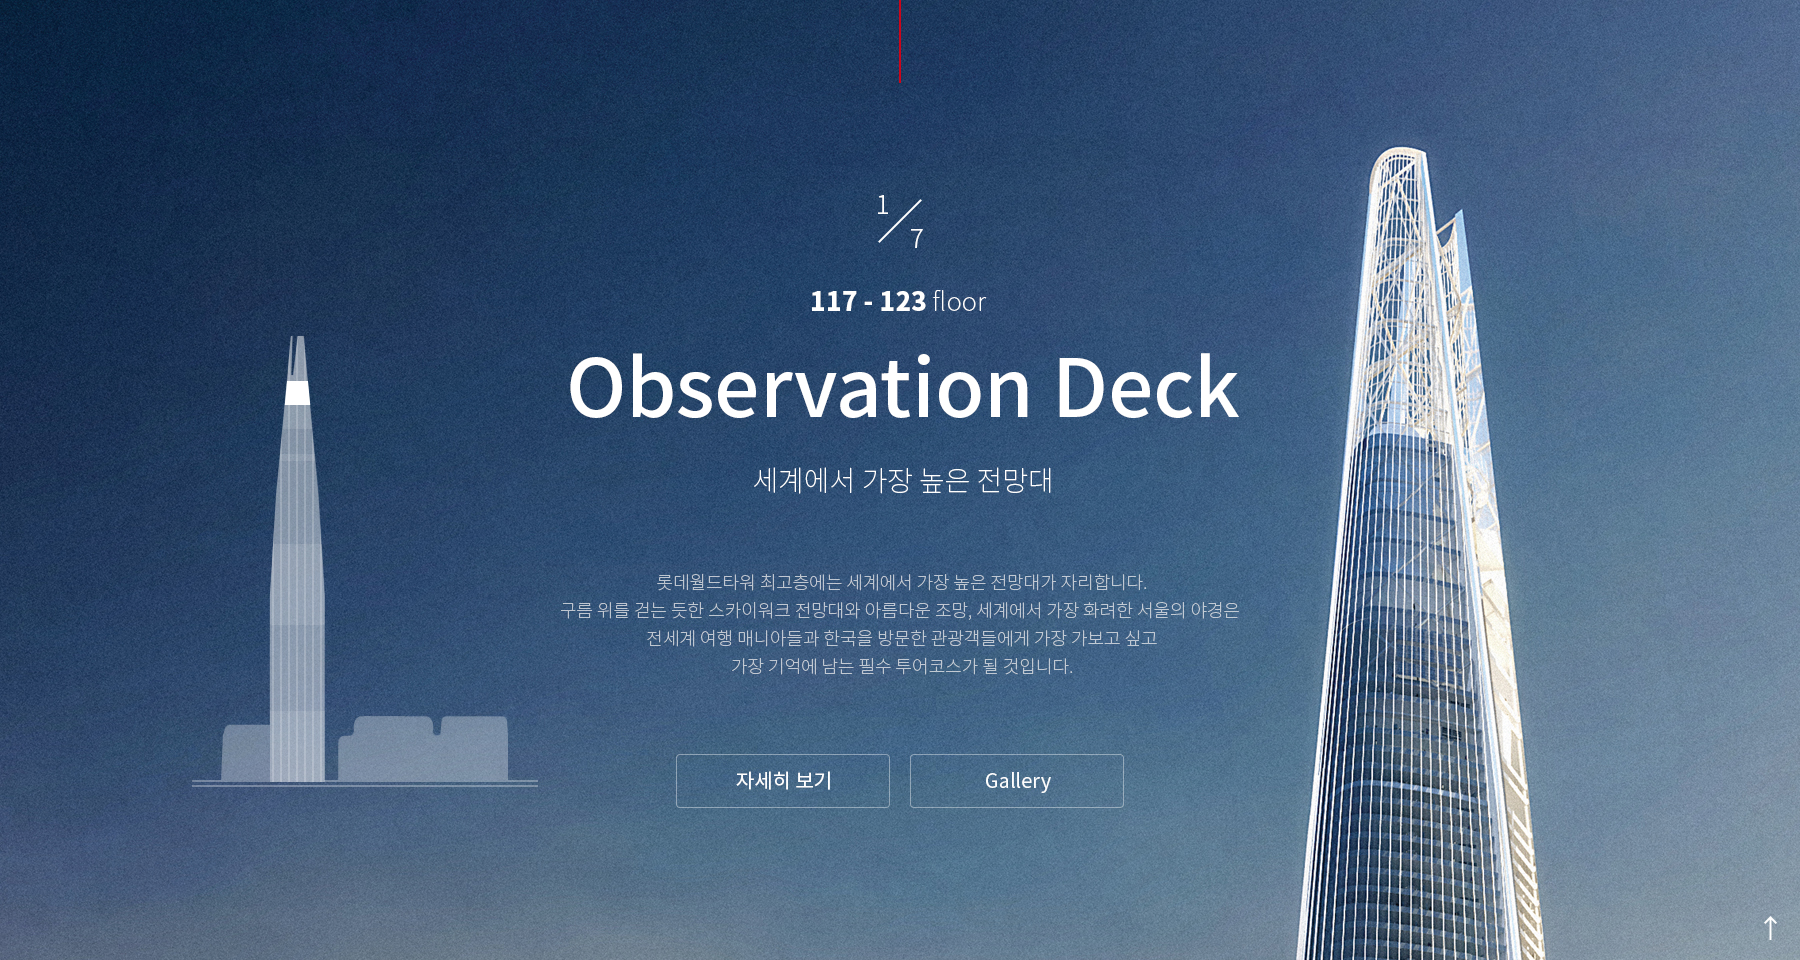 1
7
117 - 123 floor
Observation Deck
세계에서 가장 높은 전망대
롯데월드타워 최고층에는 세계에서 가장 높은 전망대가 자리합니다.
구름 위를 걷는 듯한 스카이워크 전망대와 아름다운 조망, 세계에서 가장 화려한 서울의 야경은
전세계 여행 매니아들과 한국을 방문한 관광객들에게 가장 가보고 싶고
가장 기억에 남는 필수 투어코스가 될 것입니다.
자세히 보기
Gallery